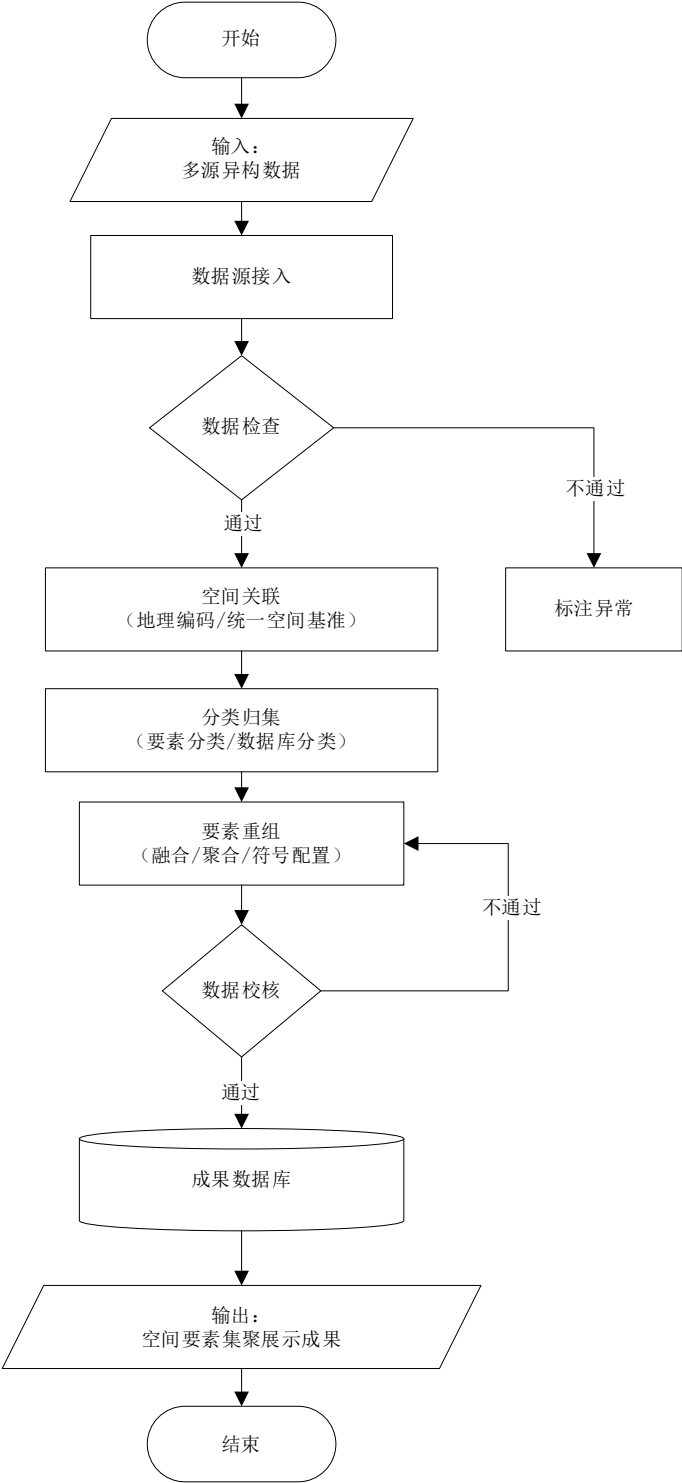 开始
输入：
多源异构数据
数据源接入
数据检查
不通过
通过
空间关联
（地理编码/统一空间基准）
标注异常
分类归集
（要素分类/数据库分类）
要素重组
（融合/聚合/符号配置）
不通过
数据校核
通过
成果数据库
输出：
空间要素集聚展示成果
结束